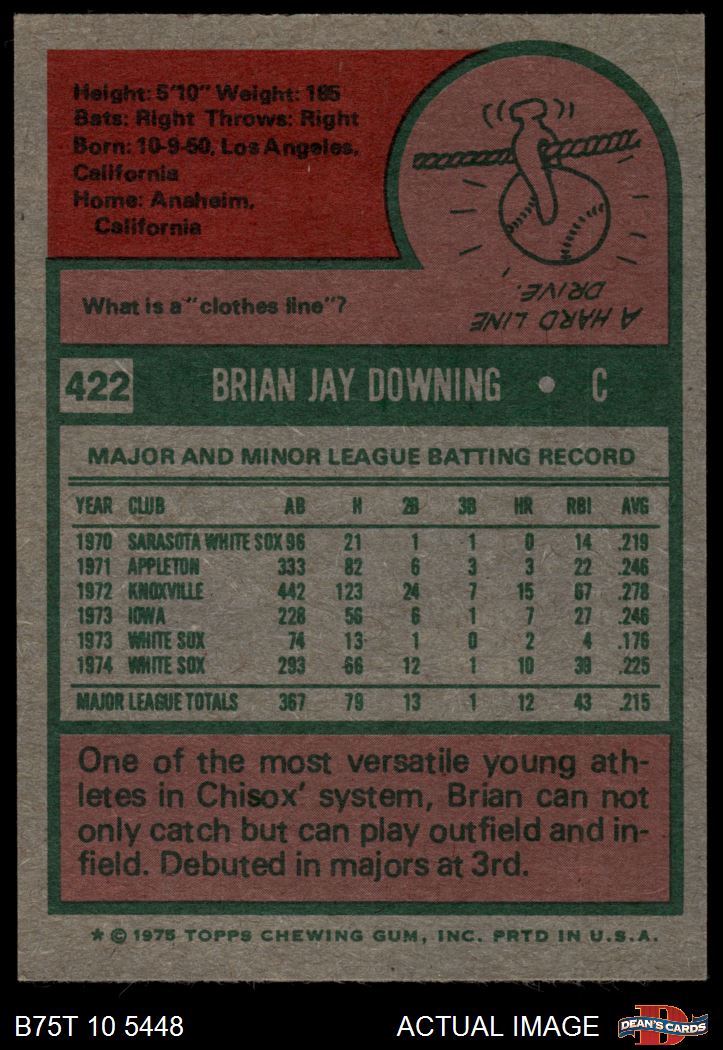 Height: 5'10" Weight: 185
Bats: Right Throws: Right
Born: 10-9-50, Los Angeles,
California
Home: Anaheim,
California
What is a "clothes line"?
A HARD LINE
DRIVE.
422 BRIAN JAY DOWNING • C
MAJOR AND MINOR LEAGUE BATTING RECORD
YEAR CLUB AB H 2B 3B HR RBI AVG
1970 SARASOTA WHITE SOX 96 21 1 1 0 14 .219
1971 APPLETON 333 82 6 3 3 22 .246
1972 KNOXVILLE 442 123 24 7 15 67 .278
1973 IOWA 228 56 6 1 7 27 .246
1973 WHITE SOX 74 13 1 0 2 4 .176
1974 WHITE SOX 293 66 12 1 10 39 .225
MAJOR LEAGUE TOTALS 367 79 13 1 12 43 .215
One of the most versatile young ath-
letes in Chisox' system, Brian can not
only catch but can play outfield and in-
field. Debuted in majors at 3rd.
* © 1975 TOPPS CHEWING GUM, INC. PRTD IN U.S.A.
B75T 10 5448 ACTUAL IMAGE
D
DEAN'S CARDS